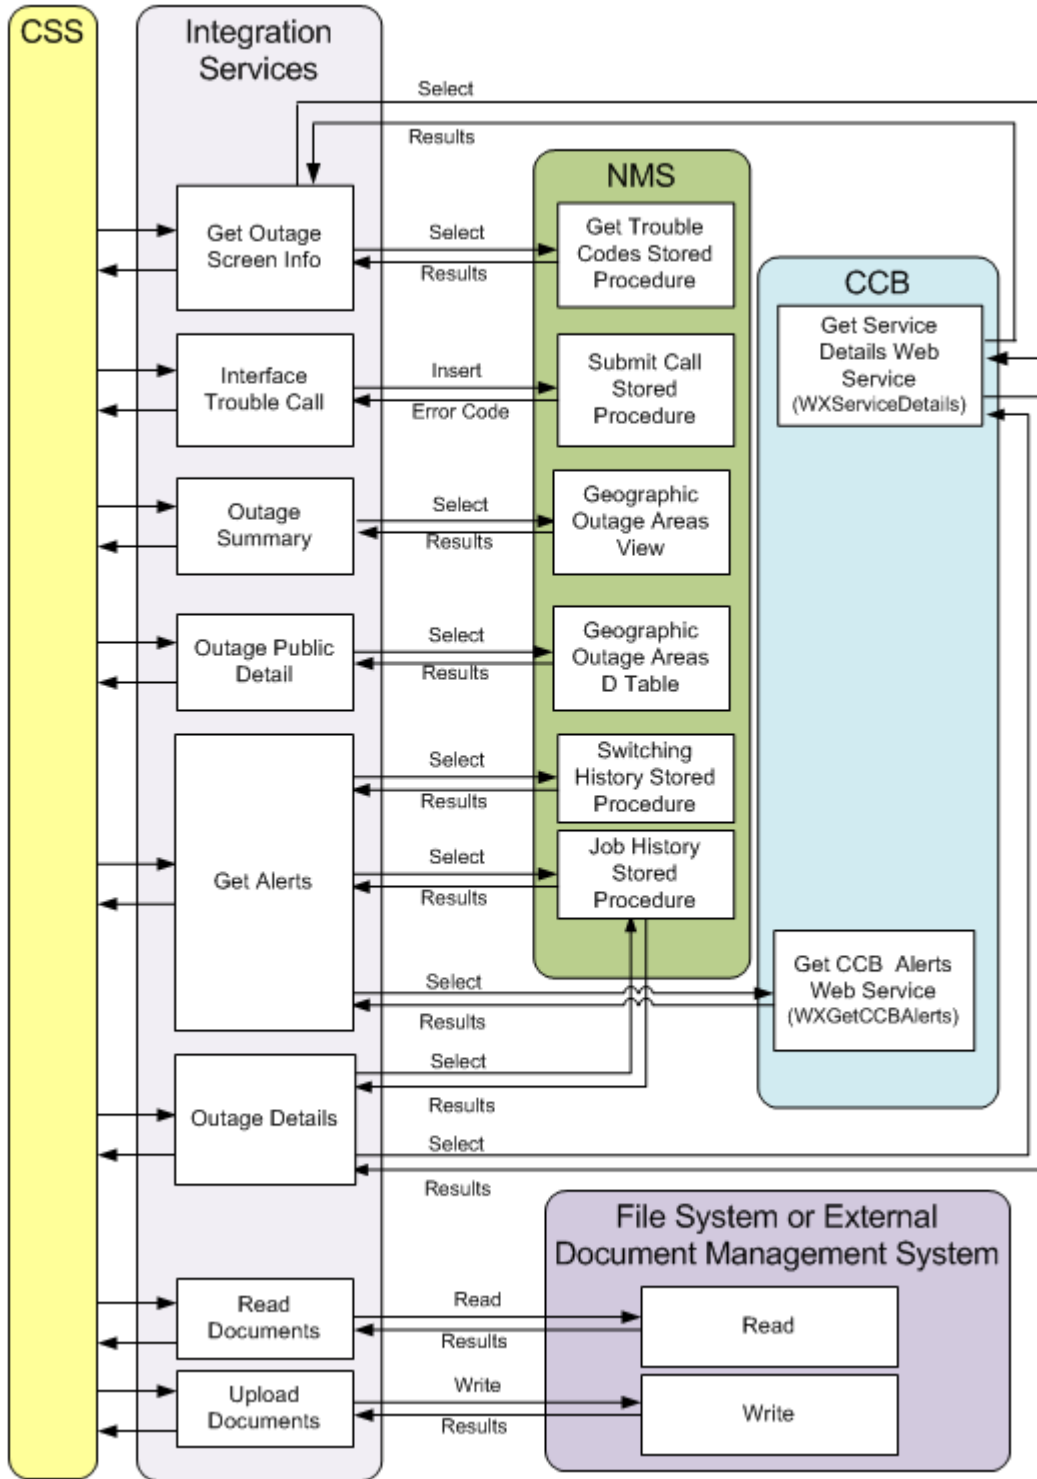 CSS
Integration
Services
Select
Results
NMS
CCB
Get Outage
Screen Info
Select
Results
Get Trouble
Codes Stored
Procedure
Get Service
Details Web
Service
(WXServiceDetails)
Interface
Trouble Call
Insert
Error Code
Submit Call
Stored
Procedure
Outage
Summary
Select
Results
Geographic
Outage Areas
View
Outage Public
Detail
Select
Results
Geographic
Outage Areas
D Table
Get Alerts
Select
Results
Switching
History Stored
Procedure
Select
Results
Job History
Stored
Procedure
Select
Results
Get CCB Alerts
Web Service
(WXGetCCBAlerts)
Outage Details
Select
Results
Select
Results
File System or External
Document Management System
Read
Documents
Read
Results
Read
Upload
Documents
Write
Results
Write